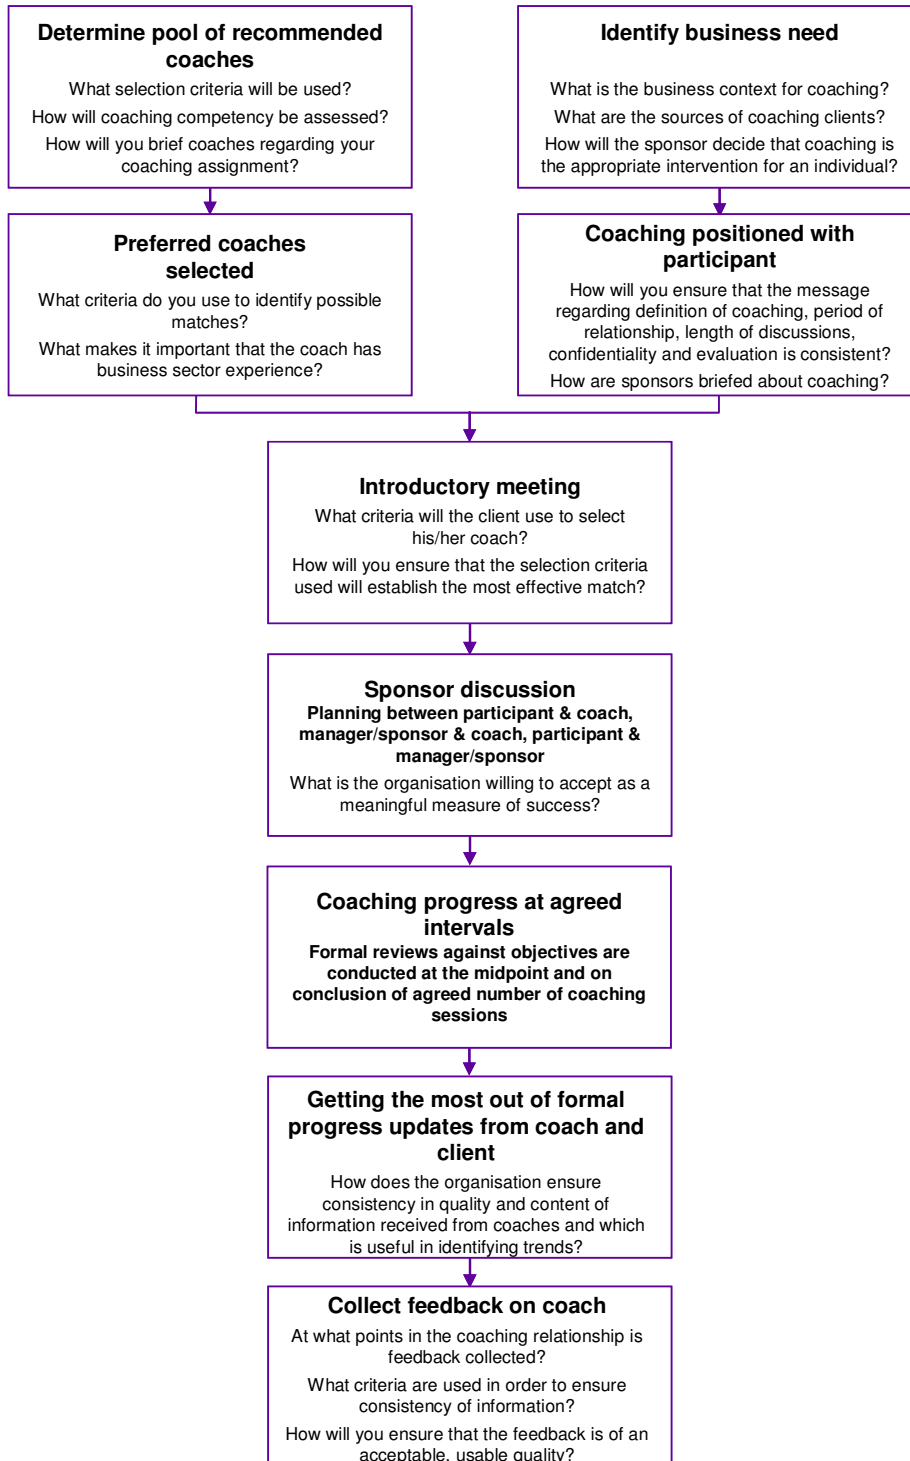 Determine pool of recommended
coaches
What selection criteria will be used?
How will coaching competency be assessed?
How will you brief coaches regarding your
coaching assignment?
Identify business need
What is the business context for coaching?
What are the sources of coaching clients?
How will the sponsor decide that coaching is
the appropriate intervention for an individual?
Preferred coaches
selected
What criteria do you use to identify possible
matches?
What makes it important that the coach has
business sector experience?
Coaching positioned with
participant
How will you ensure that the message
regarding definition of coaching, period of
relationship, length of discussions,
confidentiality and evaluation is consistent?
How are sponsors briefed about coaching?
Introductory meeting
What criteria will the client use to select
his/her coach?
How will you ensure that the selection criteria
used will establish the most effective match?
Sponsor discussion
Planning between participant & coach,
manager/sponsor & coach, participant &
manager/sponsor
What is the organisation willing to accept as a
meaningful measure of success?
Coaching progress at agreed
intervals
Formal reviews against objectives are
conducted at the midpoint and on
conclusion of agreed number of coaching
sessions
Getting the most out of formal
progress updates from coach and
client
How does the organisation ensure
consistency in quality and content of
information received from coaches and which
is useful in identifying trends?
Collect feedback on coach
At what points in the coaching relationship is
feedback collected?
What criteria are used in order to ensure
consistency of information?
How will you ensure that the feedback is of an
acceptable, usable quality?